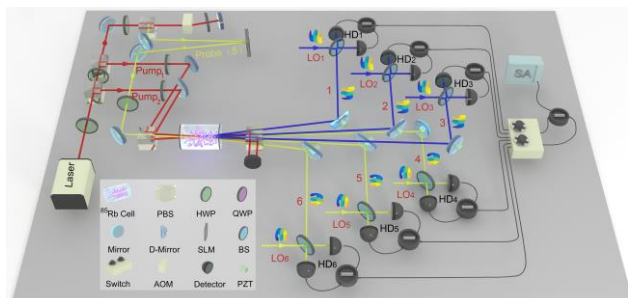 LO₁
HD₁
LO₂
HD₂
LO₃
HD₃
SA
Probe (S)
Pump₁
Pump₂
1
2
3
4
5
6
LO₄
HD₄
LO₅
HD₅
LO₆
HD₆
Laser
Rb Cell
PBS
HWP
QWP
Mirror
D-Mirror
SLM
BS
Switch
AOM
Detector
PZT